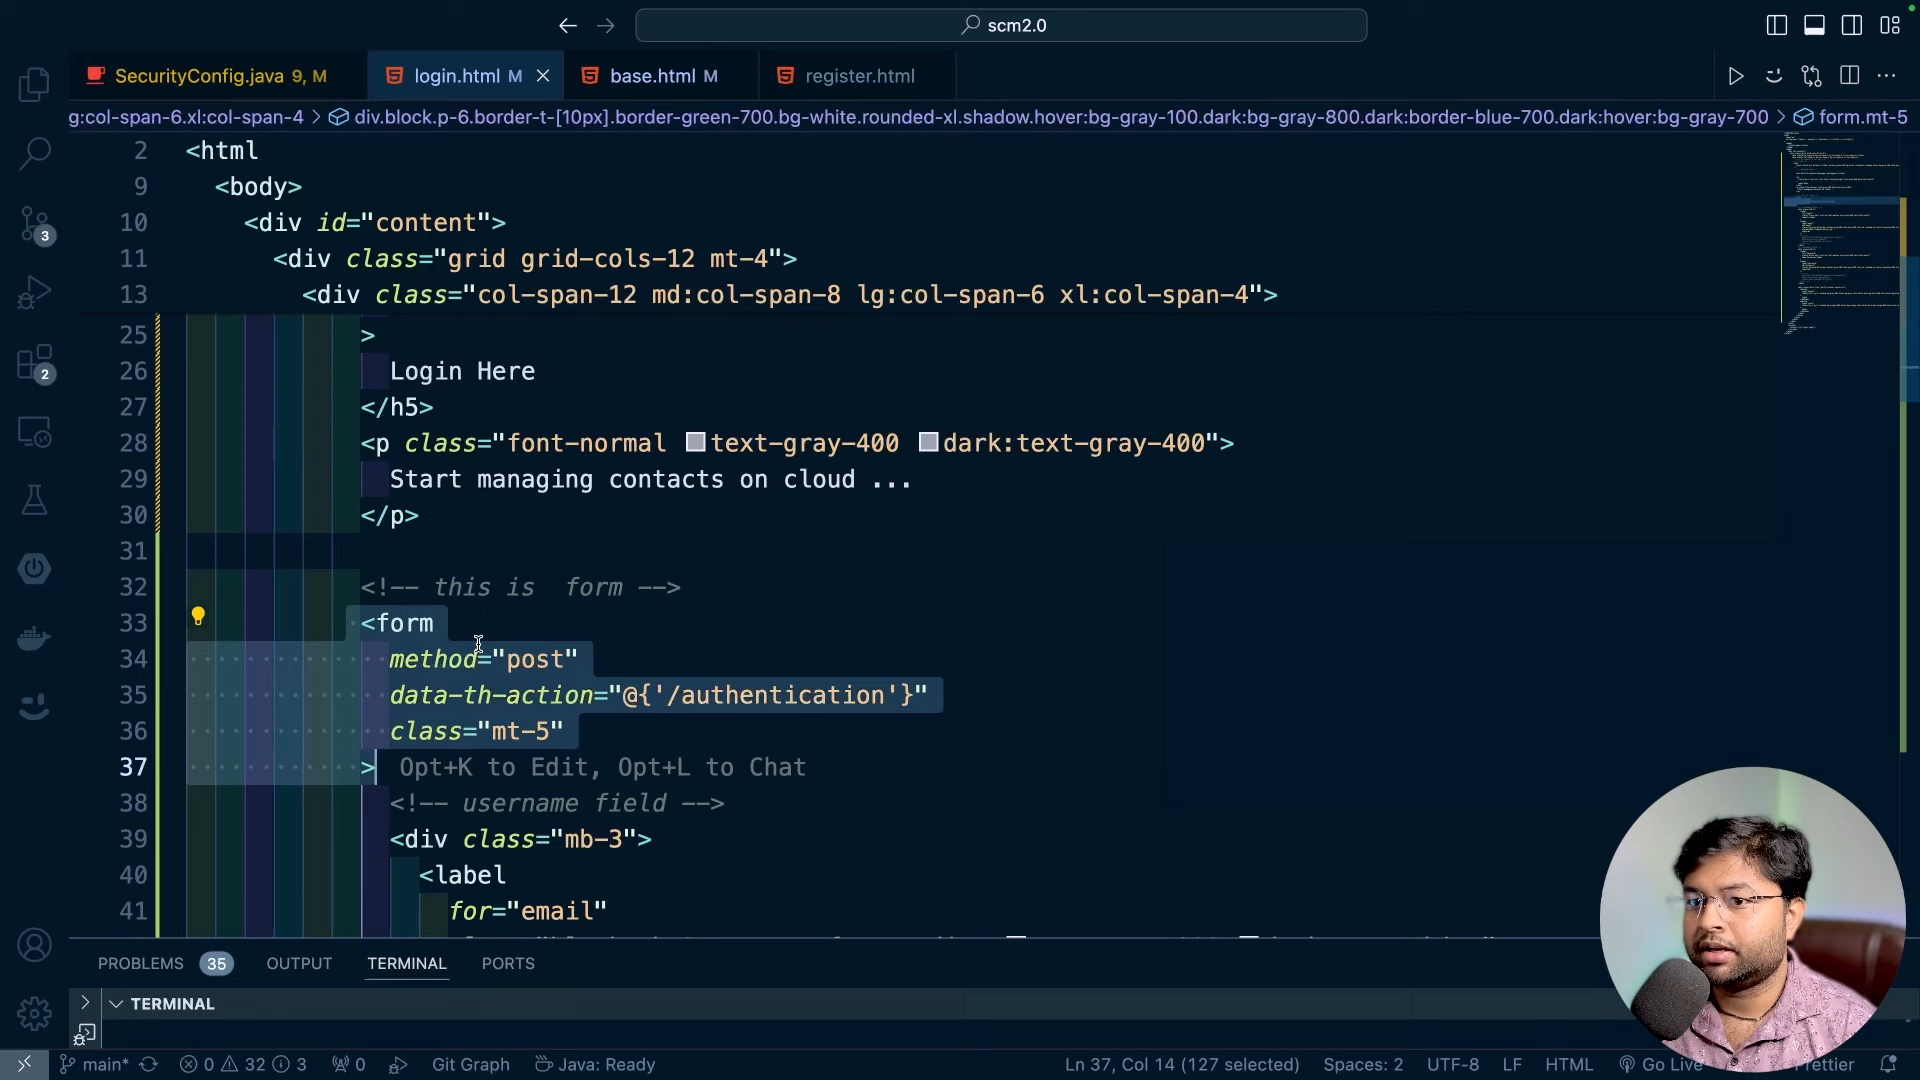 scm2.0
SecurityConfig.java 9, M
login.html M
base.html M
register.html
g:col-span-6.xl:col-span-4 > div.block.p-6.border-t-[10px].border-green-700.bg-white.rounded-xl.shadow.hover:bg-gray-100.dark:bg-gray-800.dark:border-blue-700.dark:hover:bg-gray-700 > form.mt-5
2 <html
9 <body>
10 <div id="content">
11 <div class="grid grid-cols-12 mt-4">
13 <div class="col-span-12 md:col-span-8 lg:col-span-6 xl:col-span-4">
25 >
26 Login Here
27 </h5>
28 <p class="font-normal text-gray-400 dark:text-gray-400">
29 Start managing contacts on cloud ...
30 </p>
31
32 <!-- this is  form -->
33 <form
34 method="post"
35 data-th-action="@{'/authentication'}"
36 class="mt-5"
37 > Opt+K to Edit, Opt+L to Chat
38 <!-- username field -->
39 <div class="mb-3">
40 <label
41 for="email"
3
2
PROBLEMS 35 OUTPUT TERMINAL PORTS
TERMINAL
main* 0 32 3 0 Git Graph Java: Ready Ln 37, Col 14 (127 selected) Spaces: 2 UTF-8 LF HTML Go Live Prettier